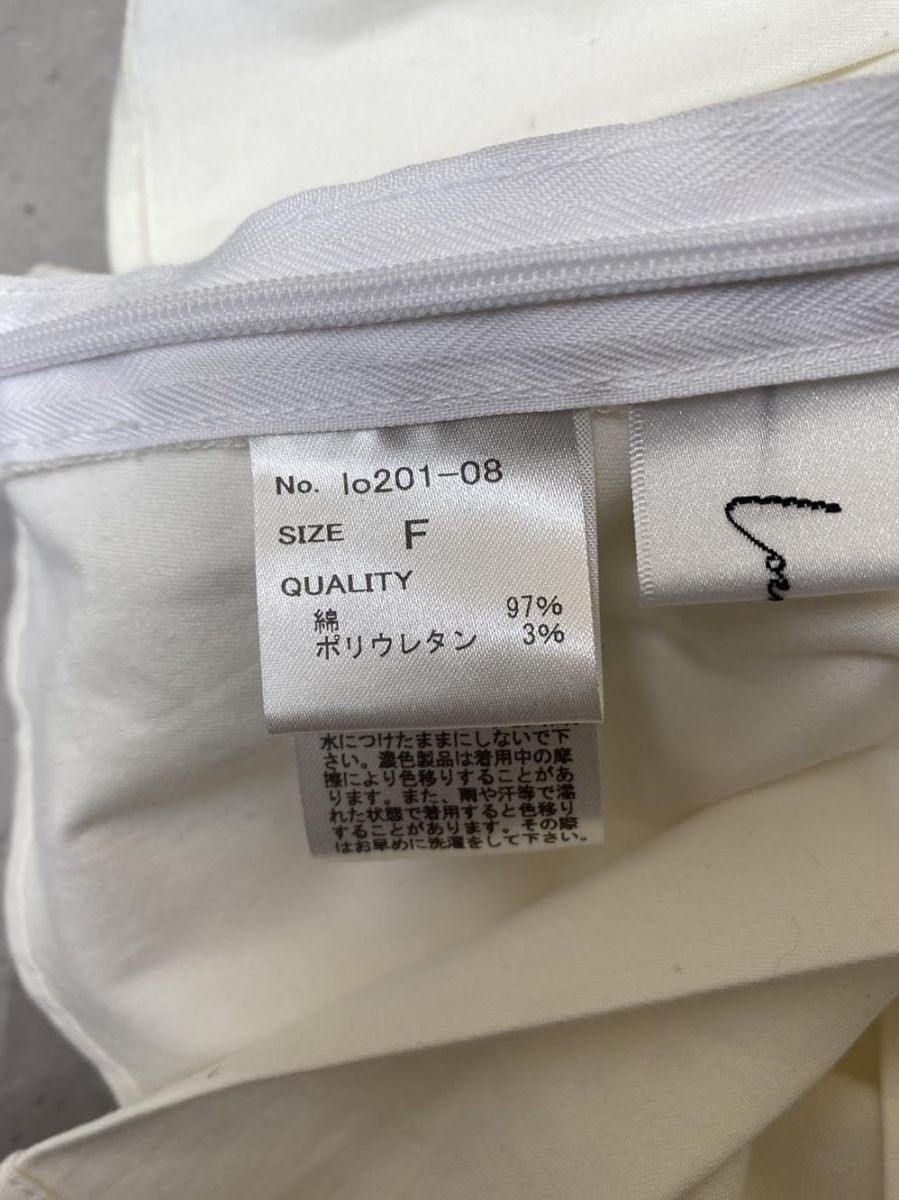 No. lo201-08
SIZE F
QUALITY
綿 97%
ポリウレタン 3%
水につけたままにしないで下
さい。濃色製品は着用中の摩
擦により色移りすることがあ
ります。また、雨や汗等で濡
れた状態で着用すると色移り
することがあります。その際
はお早めに洗濯をして下さい。